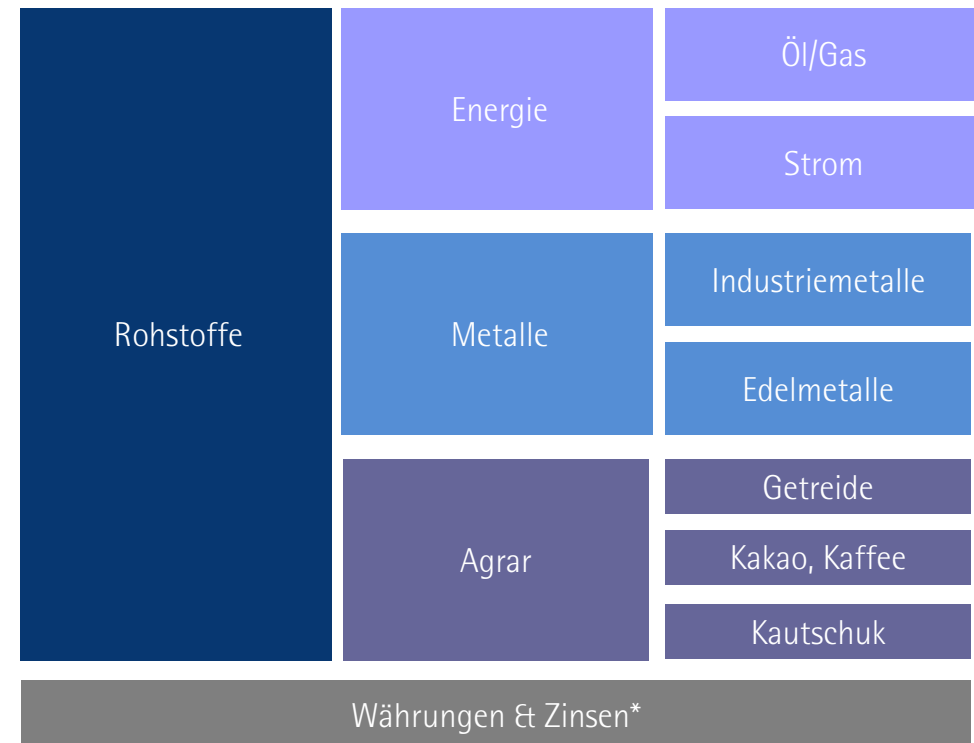 Rohstoffe
Energie
Öl/Gas
Strom
Metalle
Industriemetalle
Edelmetalle
Agrar
Getreide
Kakao, Kaffee
Kautschuk
Währungen & Zinsen*